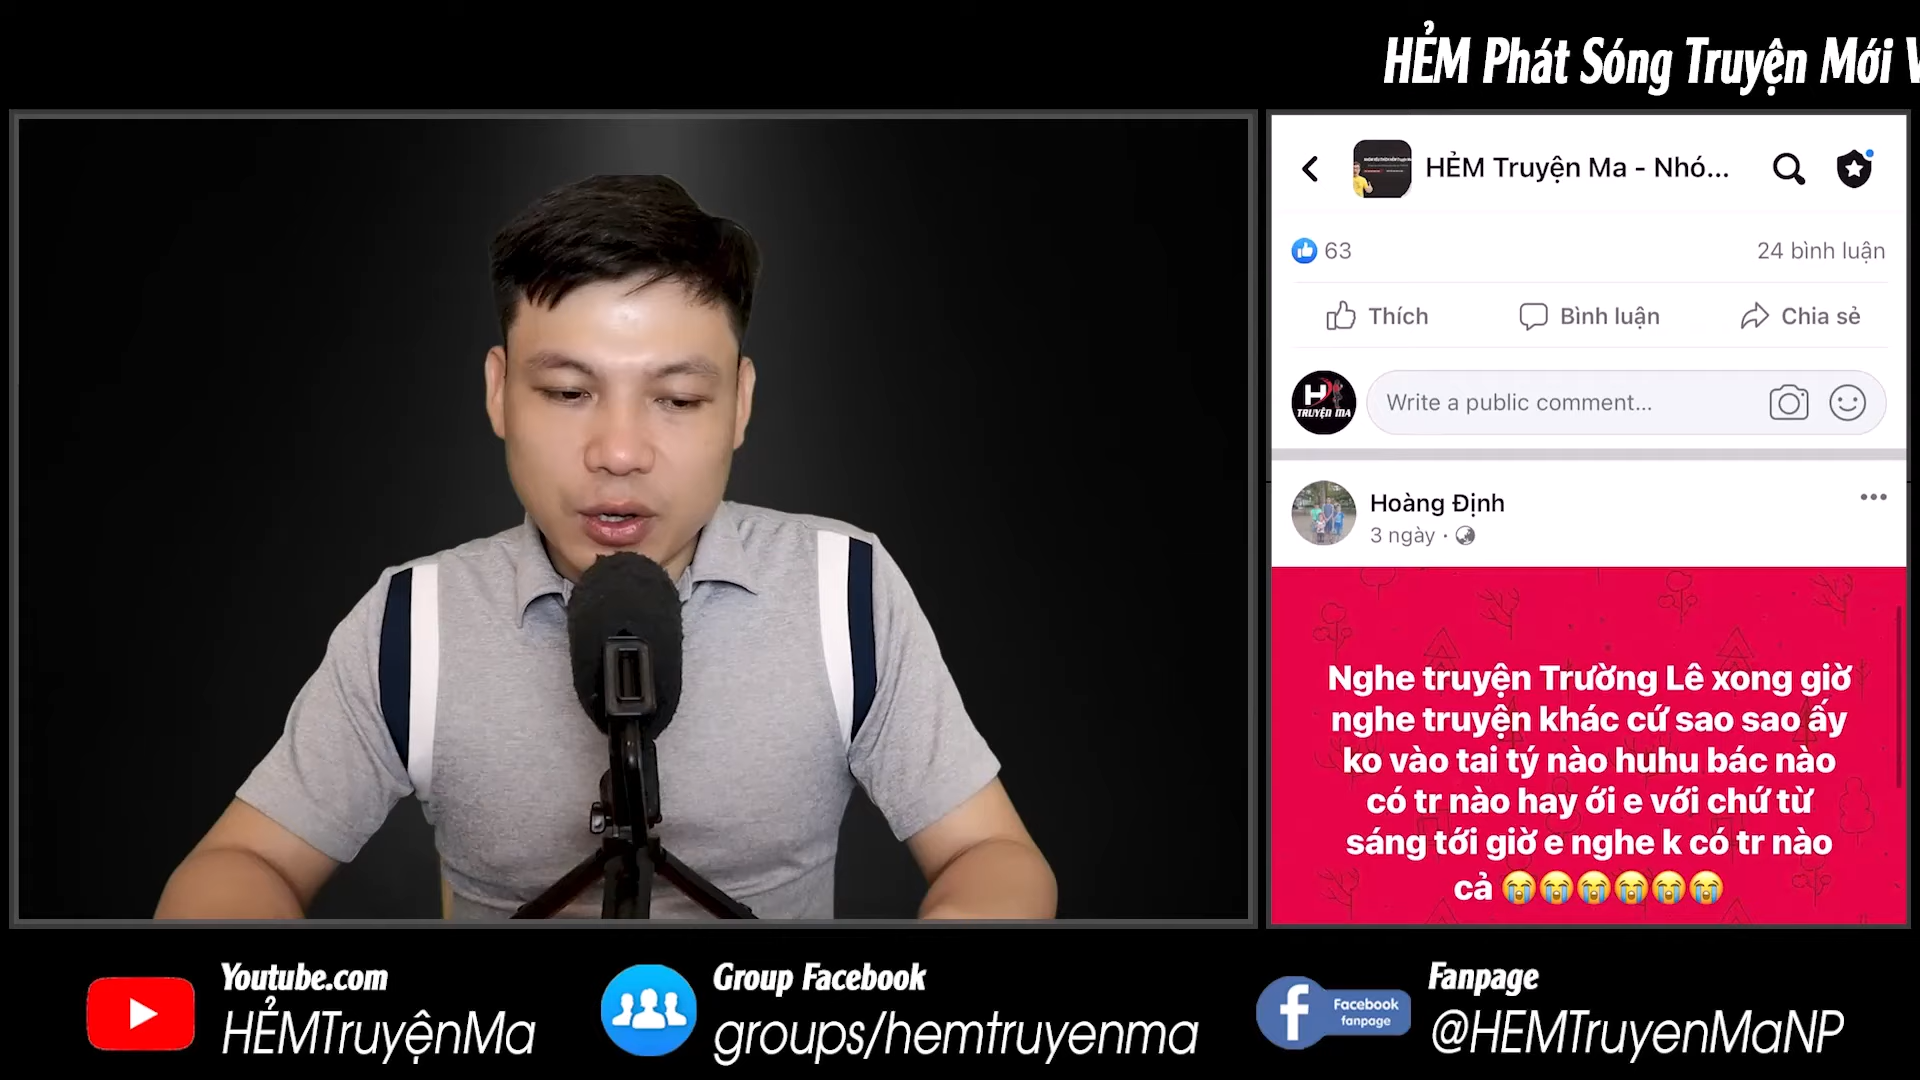 HẺM Phát Sóng Truyện Mới V
HẺM Truyện Ma - Nhó...
63
24 bình luận
Thích
Bình luận
Chia sẻ
H
TRUYỆN MA
Write a public comment...
Hoàng Định
3 ngày ·
Nghe truyện Trường Lê xong giờ
nghe truyện khác cứ sao sao ấy
ko vào tai tý nào huhu bác nào
có tr nào hay ới e với chứ từ
sáng tới giờ e nghe k có tr nào
cả 😭😭😭😭😭😭
Youtube.com
HẺMTruyệnMa
Group Facebook
groups/hemtruyenma
Facebook
fanpage
Fanpage
@HEMTruyenMaNP